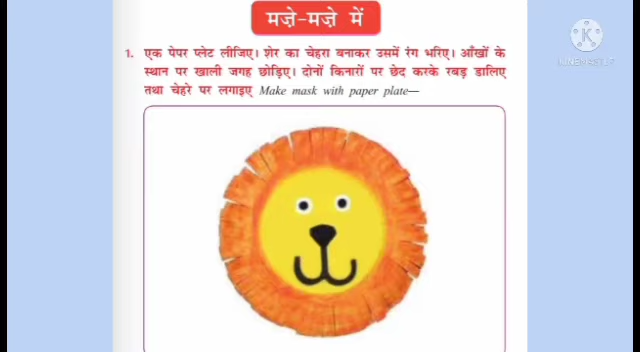 मज़े-मज़े में
1. एक पेपर प्लेट लीजिए। शेर का चेहरा बनाकर उसमें रंग भरिए। आँखों के
स्थान पर खाली जगह छोड़िए। दोनों किनारों पर छेद करके रबड़ डालिए
तथा चेहरे पर लगाइए Make mask with paper plate—
K
KINEMASTER